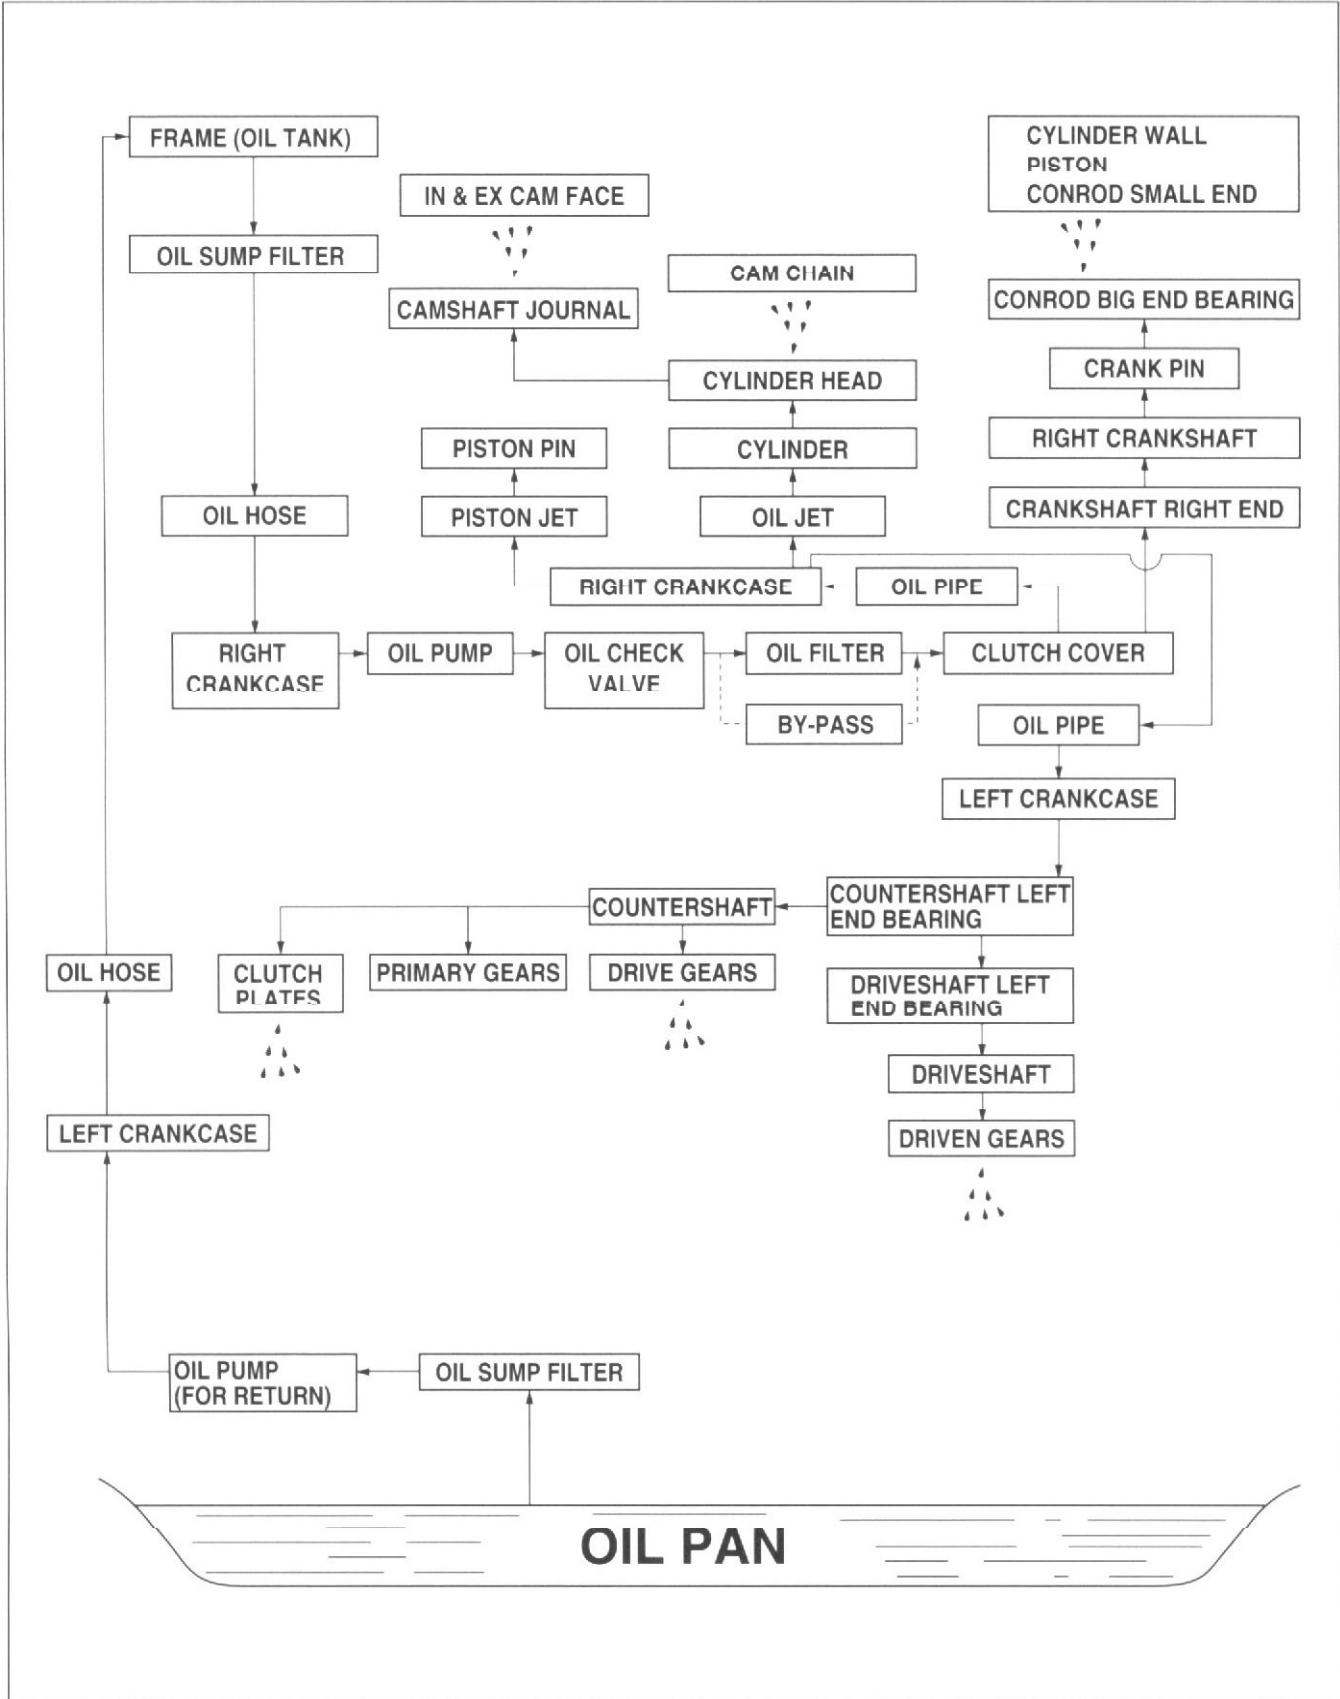 FRAME (OIL TANK)
CYLINDER WALL
PISTON
CONROD SMALL END
IN & EX CAM FACE
OIL SUMP FILTER
CAM CHAIN
CAMSHAFT JOURNAL
CONROD BIG END BEARING
CYLINDER HEAD
CRANK PIN
PISTON PIN
CYLINDER
RIGHT CRANKSHAFT
OIL HOSE
PISTON JET
OIL JET
CRANKSHAFT RIGHT END
RIGHT CRANKCASE
OIL PIPE
RIGHT
CRANKCASE
OIL PUMP
OIL CHECK
VALVE
OIL FILTER
CLUTCH COVER
BY-PASS
OIL PIPE
LEFT CRANKCASE
COUNTERSHAFT
COUNTERSHAFT LEFT
END BEARING
OIL HOSE
CLUTCH
PLATES
PRIMARY GEARS
DRIVE GEARS
DRIVESHAFT LEFT
END BEARING
DRIVESHAFT
LEFT CRANKCASE
DRIVEN GEARS
OIL PUMP
(FOR RETURN)
OIL SUMP FILTER
OIL PAN